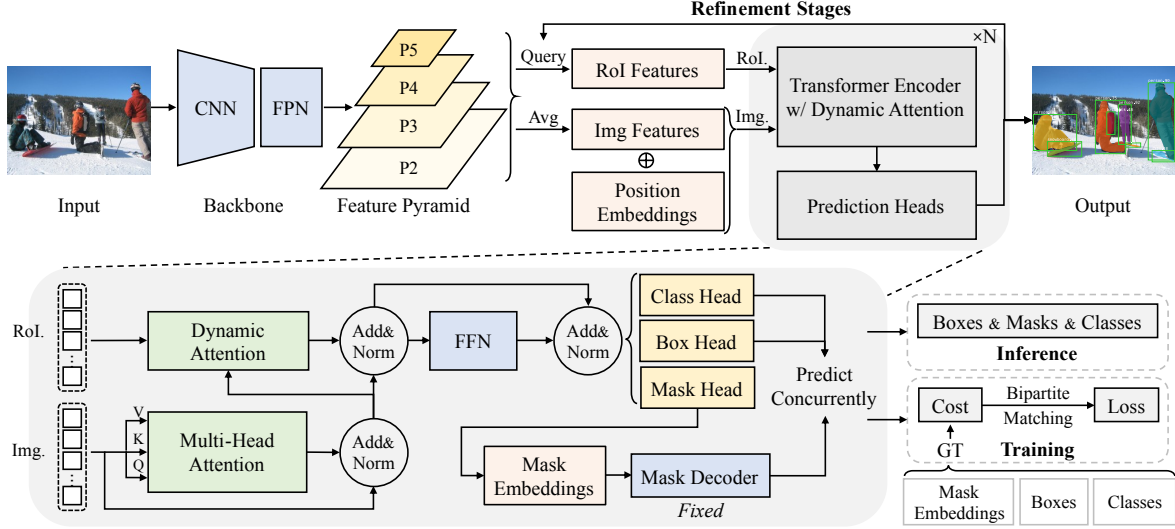 Refinement Stages
×N
P5
P4
P3
P2
CNN
FPN
Query
Avg
RoI Features
Img Features
⊕
Position
Embeddings
RoI.
Img.
Transformer Encoder
w/ Dynamic Attention
Prediction Heads
Input
Backbone
Feature Pyramid
Output
RoI.
Img.
Dynamic
Attention
V
K
Q
Multi-Head
Attention
Add&
Norm
Add&
Norm
FFN
Add&
Norm
Class Head
Box Head
Mask Head
Mask
Embeddings
Mask Decoder
Fixed
Predict
Concurrently
Boxes & Masks & Classes
Inference
Cost
Bipartite
Matching
Loss
GT
Training
Mask
Embeddings
Boxes
Classes